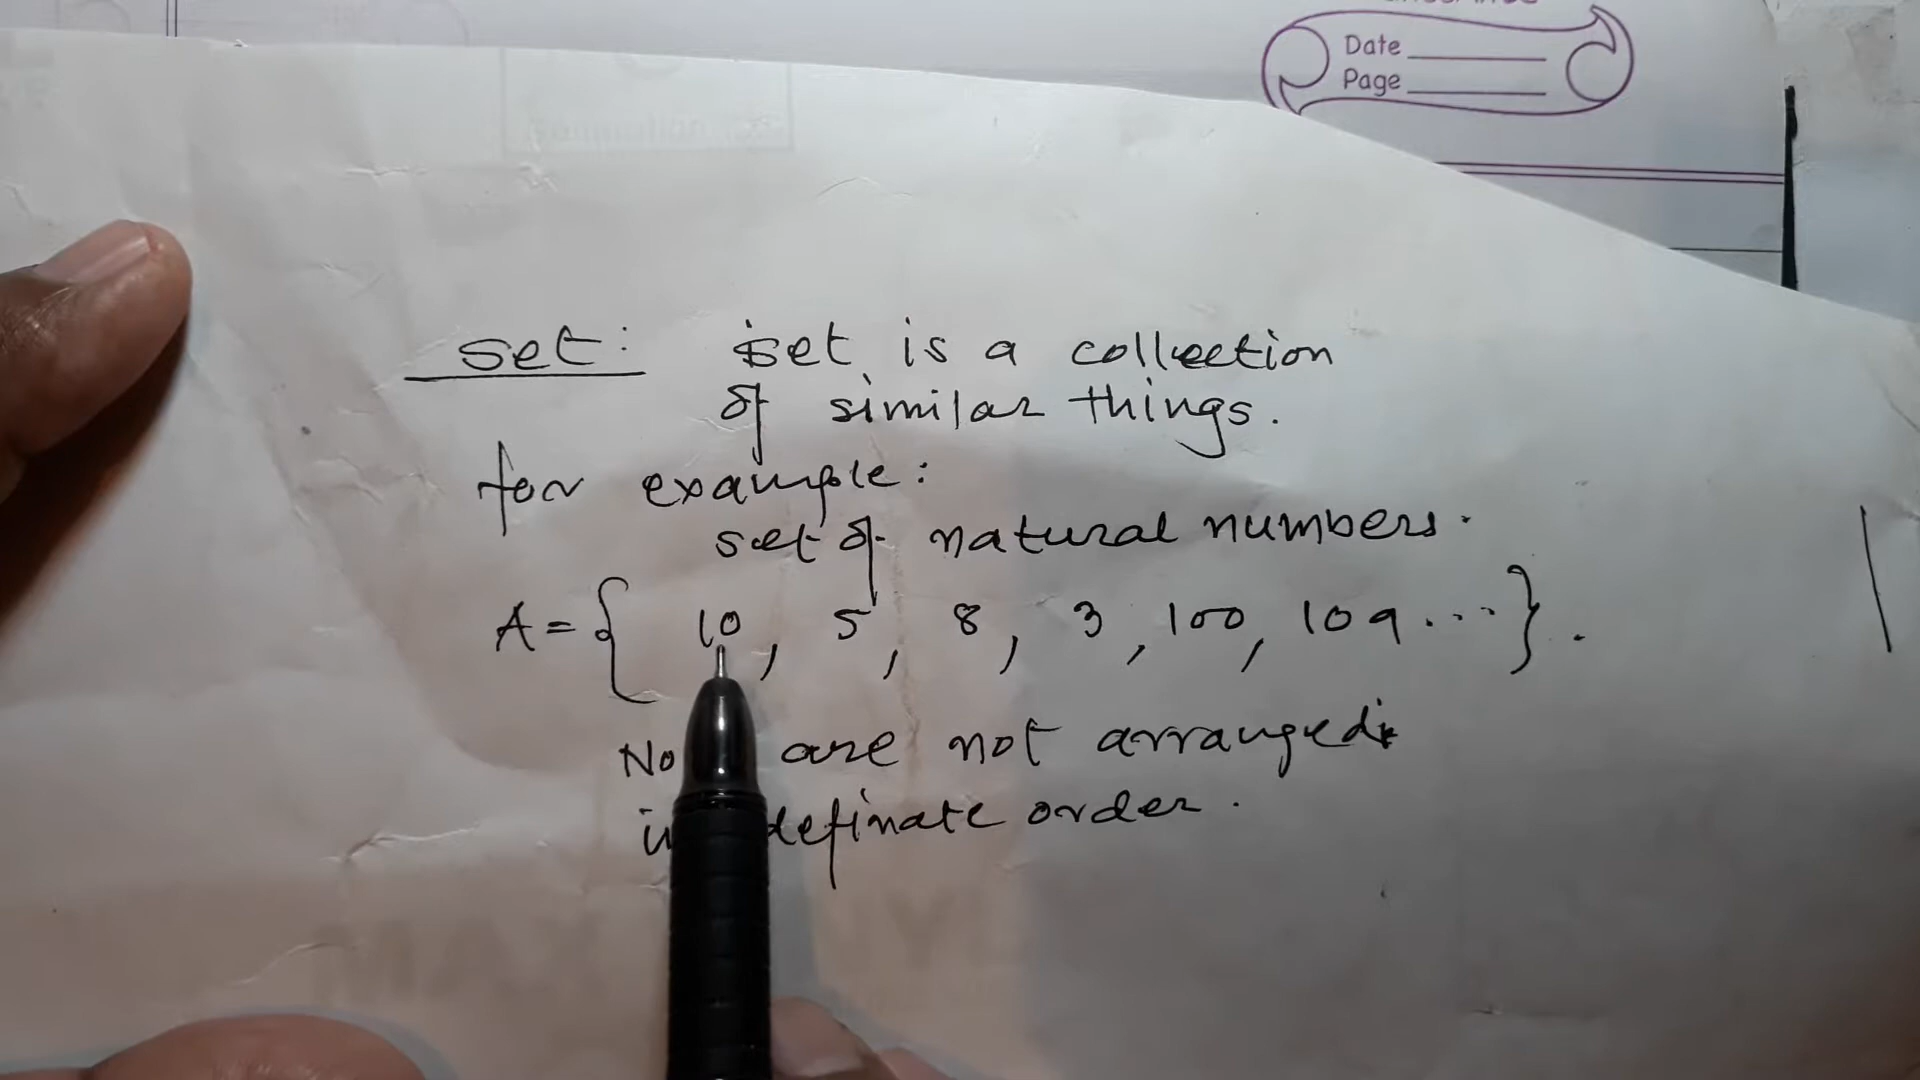 Date
Page
set: set is a collection
of similar things.
for example:
set of natural numbers.
A = { 10, 5, 8, 3, 100, 109 ... }.
are not arranged
definate order.